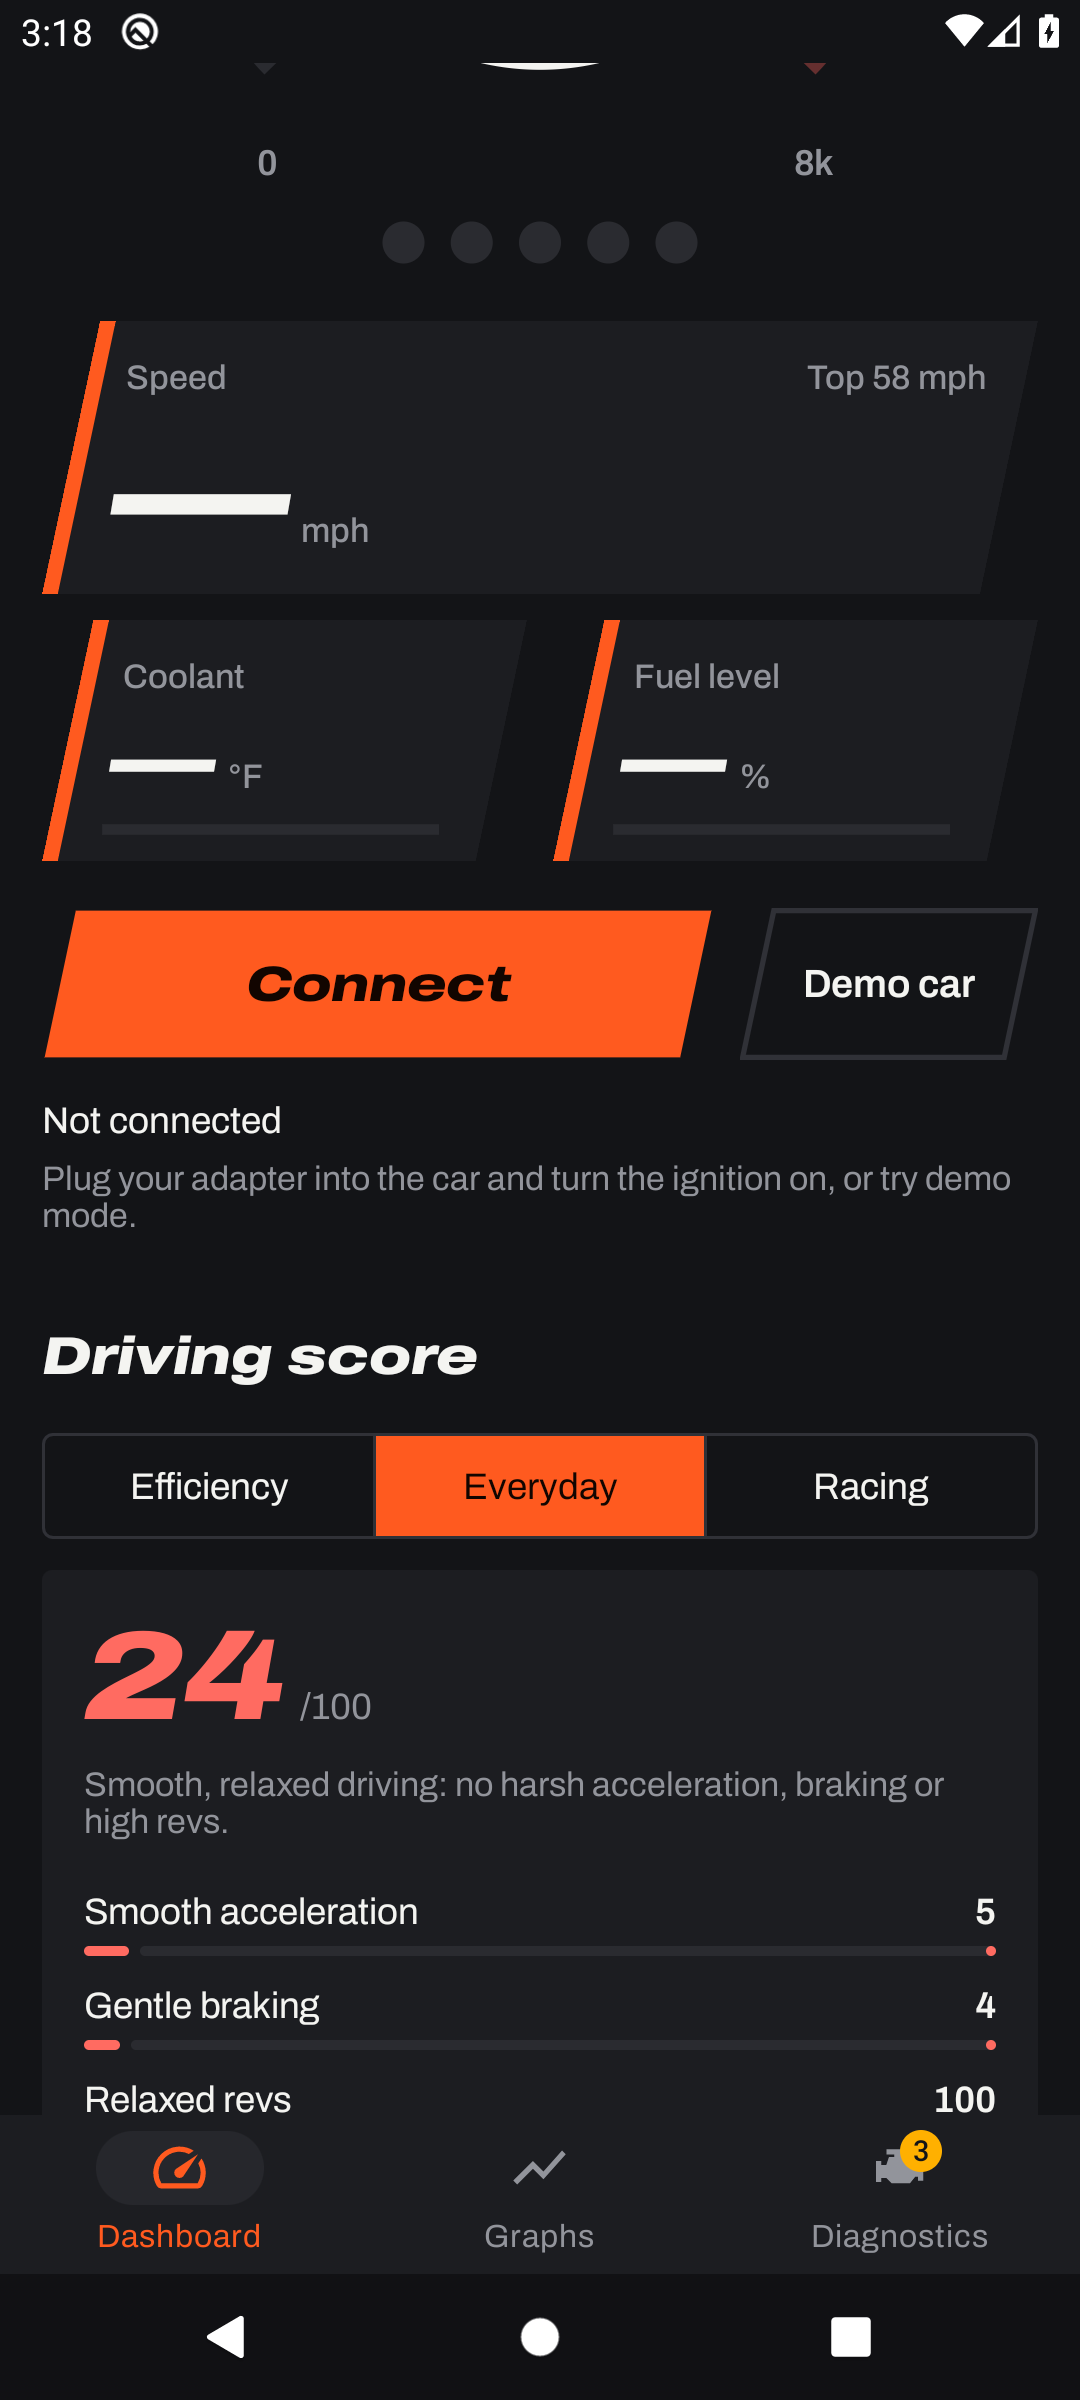 3:18
0
8k
Speed
Top 58 mph
mph
Coolant
°F
Fuel level
%
Connect
Demo car
Not connected
Plug your adapter into the car and turn the ignition on, or try demo
mode.
Driving score
Efficiency
Everyday
Racing
24 /100
Smooth, relaxed driving: no harsh acceleration, braking or
high revs.
Smooth acceleration
5
Gentle braking
4
Relaxed revs
100
3
Dashboard
Graphs
Diagnostics